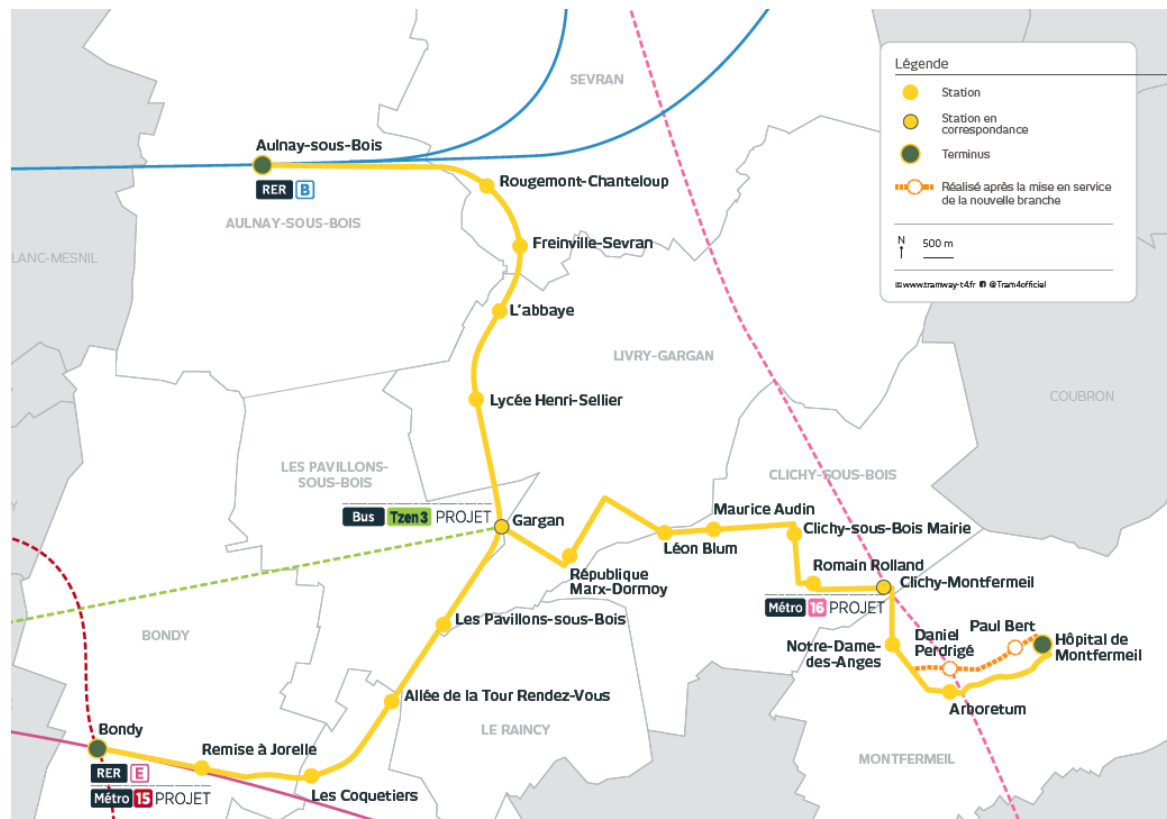 SEVRAN
Légende
Station
Station en
correspondance
Terminus
Réalisé après la mise en service
de la nouvelle branche
N
500 m
www.tramway-t4.fr @Tram4officiel
Aulnay-sous-Bois
RER B
AULNAY-SOUS-BOIS
Rougemont-Chanteloup
Freinville-Sevran
LANC-MESNIL
L'abbaye
LIVRY-GARGAN
COUBRON
Lycée Henri-Sellier
LES PAVILLONS-
SOUS-BOIS
CLICHY-SOUS-BOIS
Bus Tzen 3 PROJET
Gargan
Maurice Audin
Clichy-sous-Bois Mairie
Léon Blum
République
Marx-Dormoy
Romain Rolland
Clichy-Montfermeil
Métro 16 PROJET
BONDY
Les Pavillons-sous-Bois
Notre-Dame-
des-Anges
Daniel
Perdrigé
Paul Bert
Hôpital de
Montfermeil
Allée de la Tour Rendez-Vous
Arboretum
LE RAINCY
MONTFERMEIL
Bondy
Remise à Jorelle
RER E
Métro 15 PROJET
Les Coquetiers